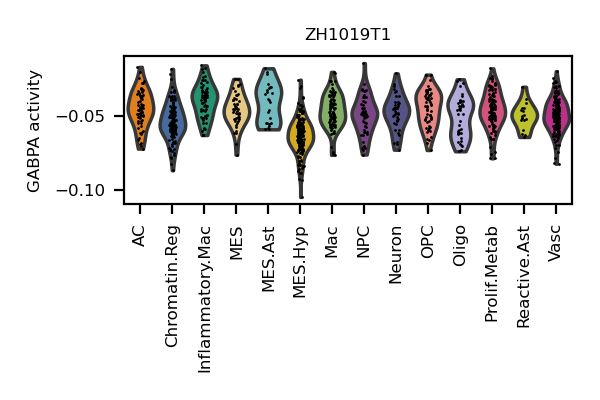 ZH1019T1
GABPA activity
−0.05
−0.10
AC
Chromatin.Reg
Inflammatory.Mac
MES
MES.Ast
MES.Hyp
Mac
NPC
Neuron
OPC
Oligo
Prolif.Metab
Reactive.Ast
Vasc